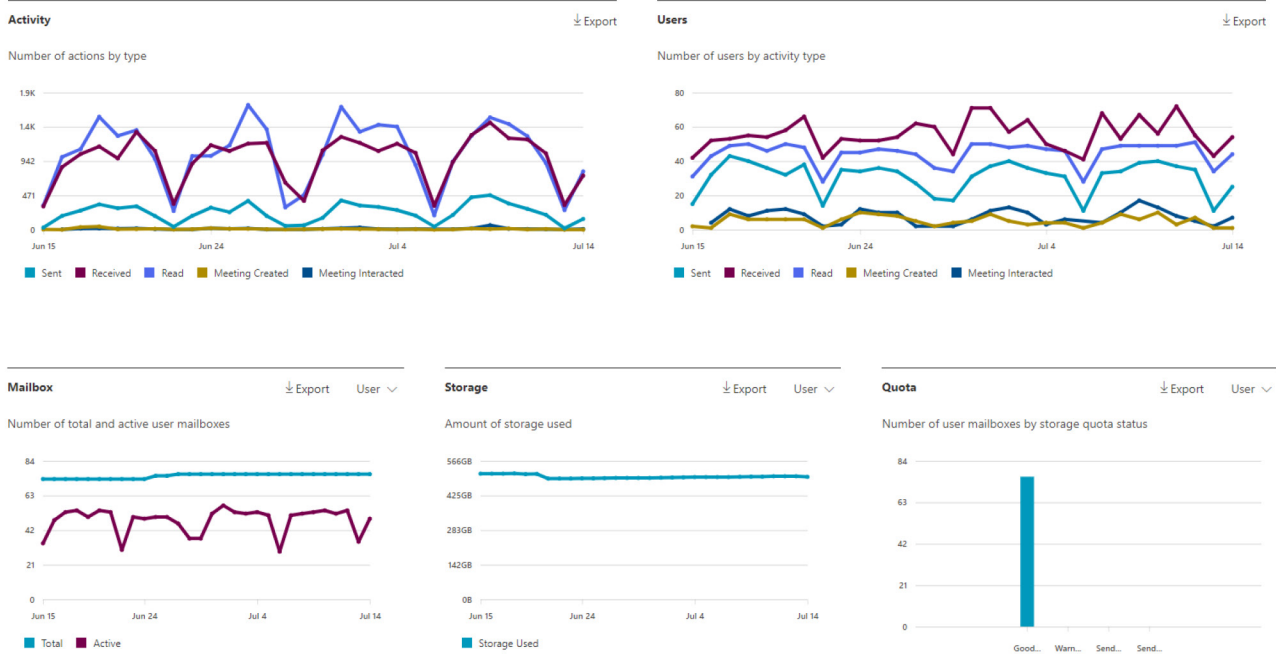 Activity
Export
Number of actions by type
1.9K
1.4K
942
471
0
Jun 15
Jun 24
Jul 4
Jul 14
Sent Received Read Meeting Created Meeting Interacted
Users
Export
Number of users by activity type
80
60
40
20
0
Jun 15
Jun 24
Jul 4
Jul 14
Sent Received Read Meeting Created Meeting Interacted
Mailbox
Export User
Number of total and active user mailboxes
84
63
42
21
0
Jun 15
Jun 24
Jul 4
Jul 14
Total Active
Storage
Export User
Amount of storage used
566GB
425GB
283GB
142GB
0B
Jun 15
Jun 24
Jul 4
Jul 14
Storage Used
Quota
Export User
Number of user mailboxes by storage quota status
84
63
42
21
0
Good...
Warn...
Send...
Send...